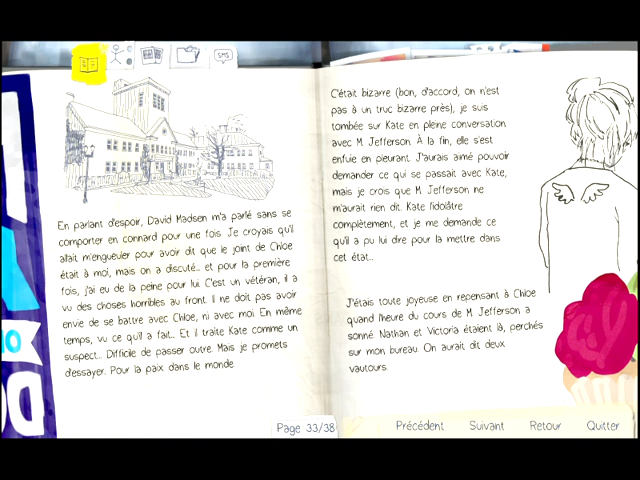 SMS
En parlant d'espoir, David Madsen m'a parlé sans se
comporter en connard pour une fois. Je croyais qu'il
allait m'engueuler pour avoir dit que le joint de Chloe
était à moi, mais on a discuté... et pour la première
fois, j'ai eu de la peine pour lui. C'est un vétéran, il a
vu des choses horribles au front. Il ne doit pas avoir
envie de se battre avec Chloe, ni avec moi. En même
temps, vu ce qu'il a fait... Et il traite Kate comme un
suspect... Difficile de passer outre. Mais je promets
d'essayer. Pour la paix dans le monde.
C'était bizarre (bon, d'accord, on n'est
pas à un truc bizarre près), je suis
tombée sur Kate en pleine conversation
avec M. Jefferson. À la fin, elle s'est
enfuie en pleurant. J'aurais aimé pouvoir
demander ce qui se passait avec Kate,
mais je crois que M. Jefferson ne
m'aurait rien dit. Kate l'idolâtre
complètement, et je me demande ce
qu'il a pu lui dire pour la mettre dans
cet état...
J'étais toute joyeuse en repensant à Chloe
quand l'heure du cours de M. Jefferson a
sonné. Nathan et Victoria étaient là, perchés
sur mon bureau. On aurait dit deux
vautours.
Page 33/38
Précédent Suivant Retour Quitter